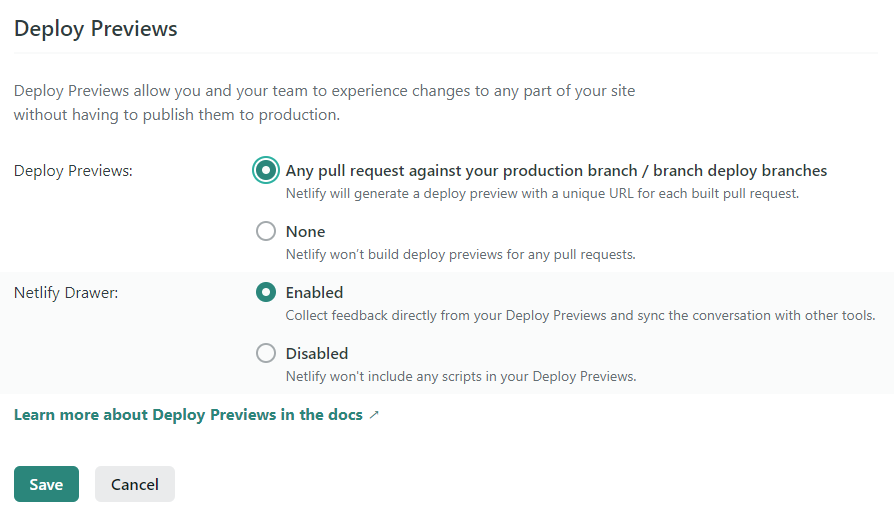 Deploy Previews
Deploy Previews allow you and your team to experience changes to any part of your site
without having to publish them to production.
Deploy Previews:
Any pull request against your production branch / branch deploy branches
Netlify will generate a deploy preview with a unique URL for each built pull request.
None
Netlify won’t build deploy previews for any pull requests.
Netlify Drawer:
Enabled
Collect feedback directly from your Deploy Previews and sync the conversation with other tools.
Disabled
Netlify won't include any scripts in your Deploy Previews.
Learn more about Deploy Previews in the docs ↗
Save
Cancel